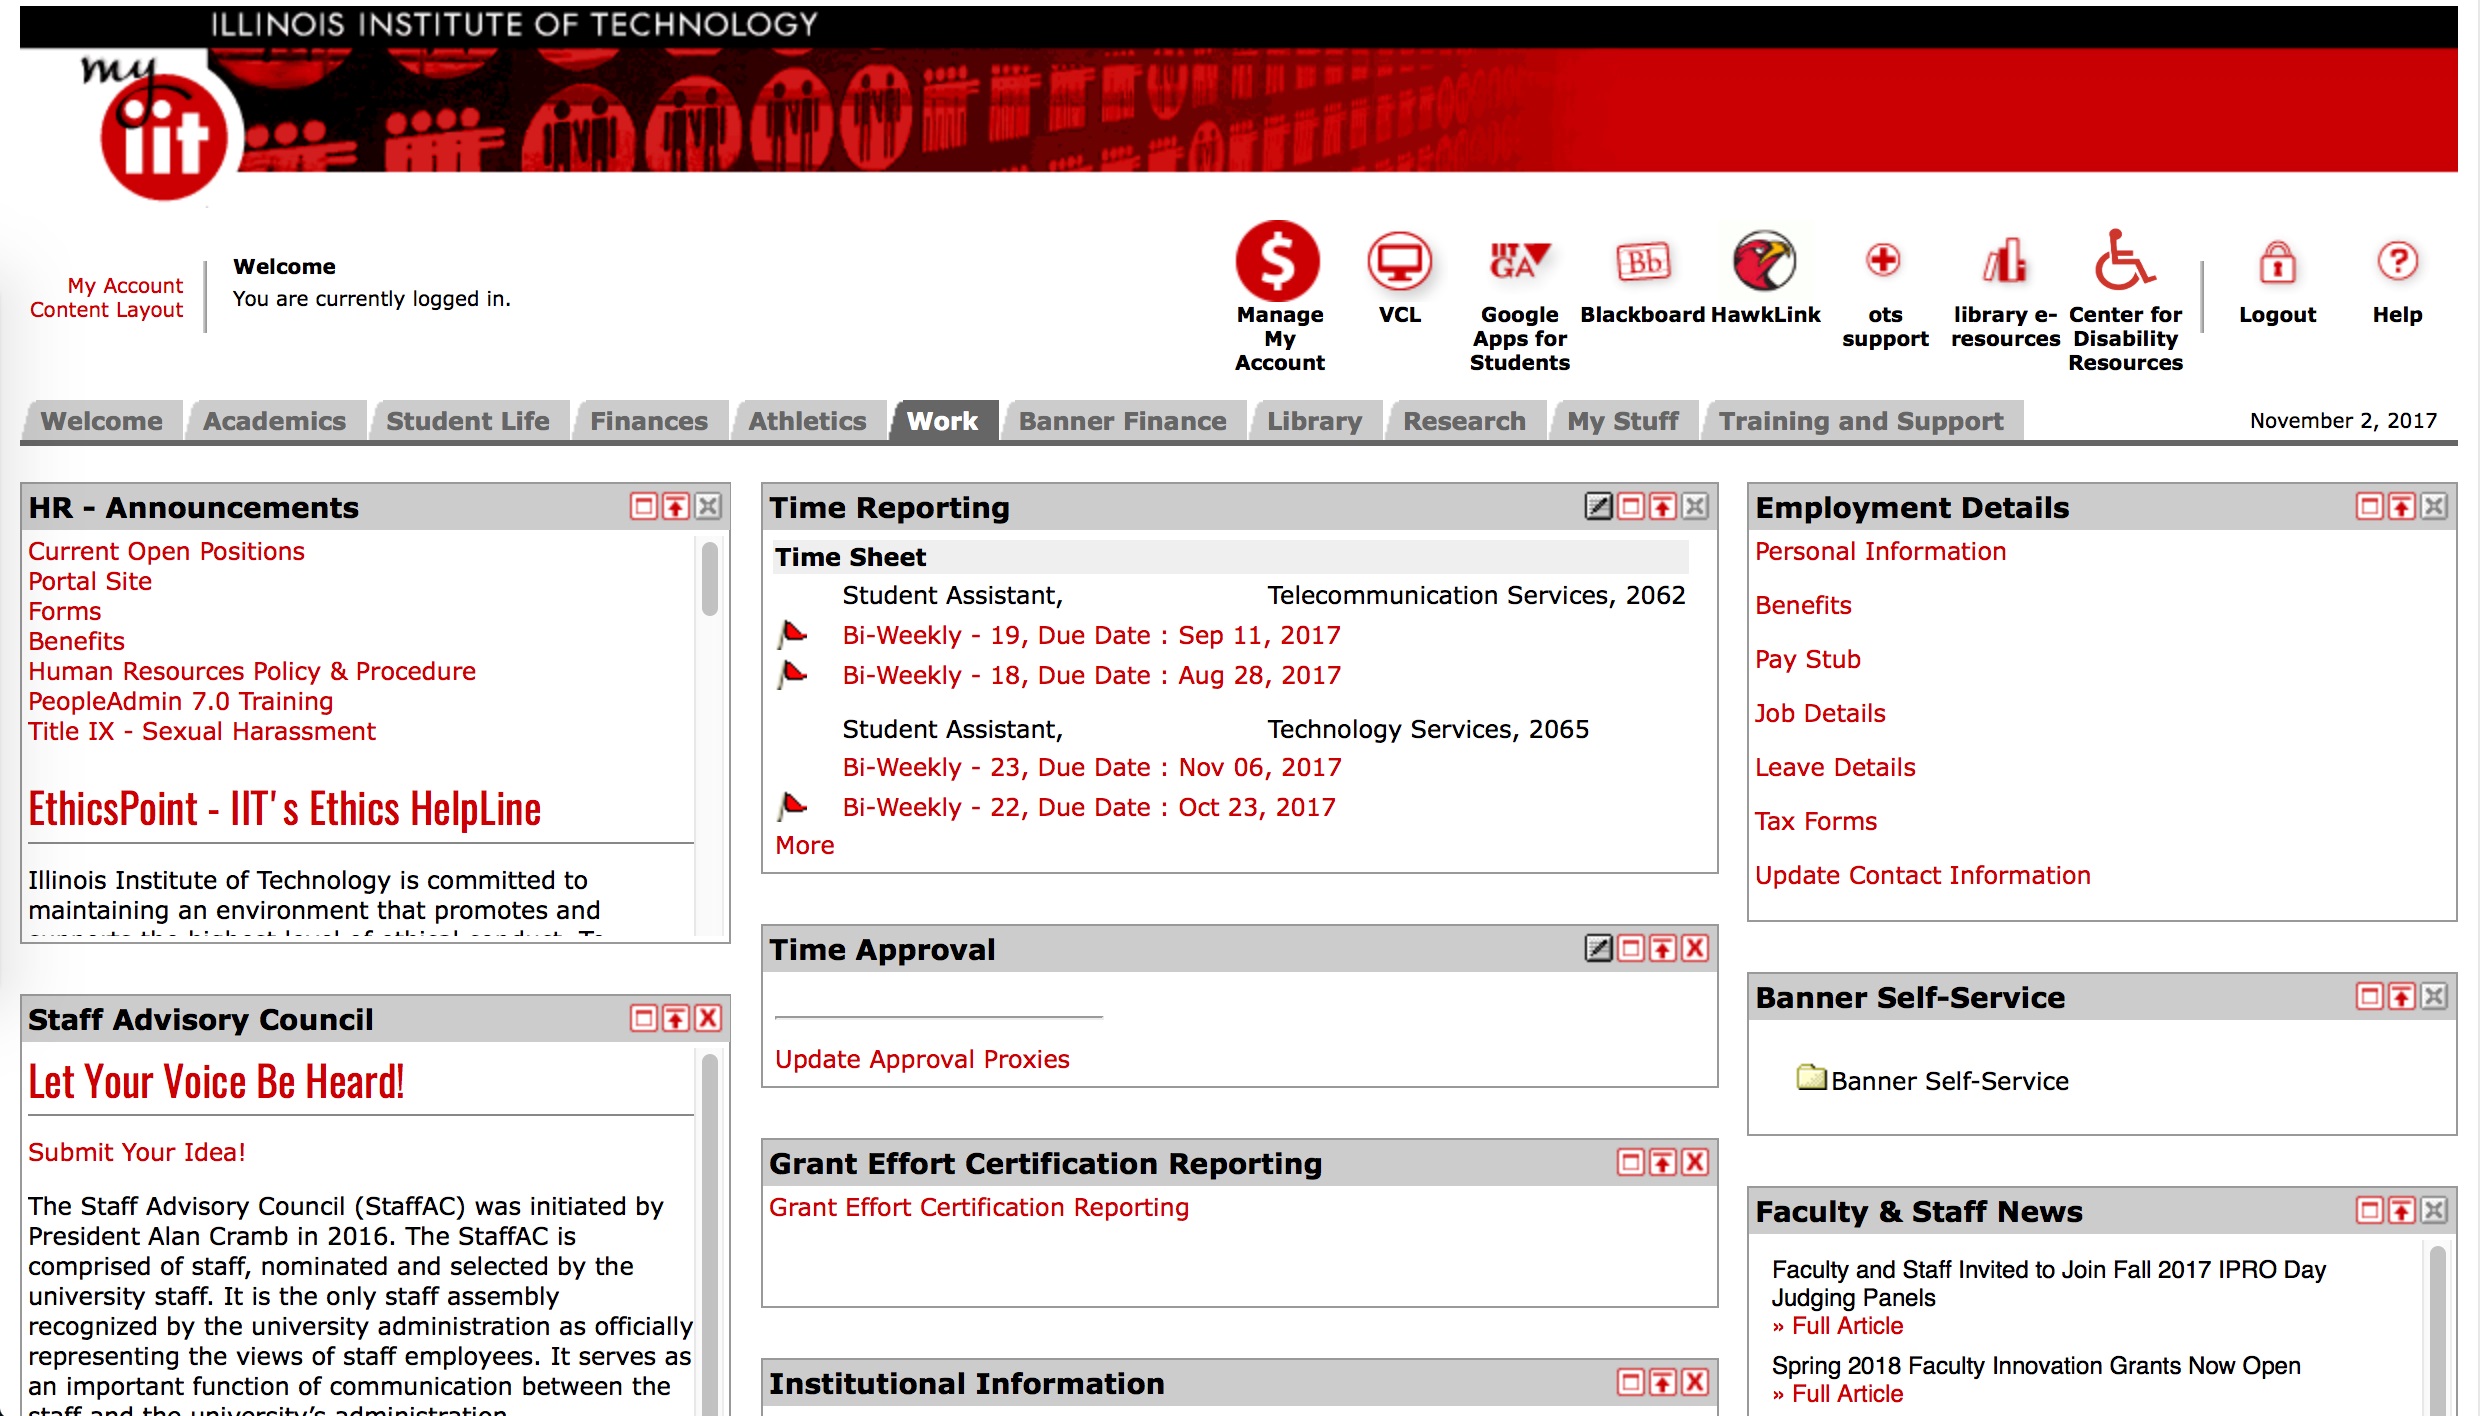 ILLINOIS INSTITUTE OF TECHNOLOGY
my
iit
My Account
Content Layout
Welcome
You are currently logged in.
Manage
My
Account
VCL
IIT
GA
Google
Apps for
Students
Bb
Blackboard
HawkLink
ots
support
library e-
resources
Center for
Disability
Resources
Logout
Help
Welcome
Academics
Student Life
Finances
Athletics
Work
Banner Finance
Library
Research
My Stuff
Training and Support
November 2, 2017
HR - Announcements
Current Open Positions
Portal Site
Forms
Benefits
Human Resources Policy & Procedure
PeopleAdmin 7.0 Training
Title IX - Sexual Harassment
EthicsPoint - IIT's Ethics HelpLine
Illinois Institute of Technology is committed to
maintaining an environment that promotes and
supports the highest level of ethical conduct. To
Staff Advisory Council
Let Your Voice Be Heard!
Submit Your Idea!
The Staff Advisory Council (StaffAC) was initiated by
President Alan Cramb in 2016. The StaffAC is
comprised of staff, nominated and selected by the
university staff. It is the only staff assembly
recognized by the university administration as officially
representing the views of staff employees. It serves as
an important function of communication between the
staff and the university's administration.
Time Reporting
Time Sheet
Student Assistant, Telecommunication Services, 2062
Bi-Weekly - 19, Due Date : Sep 11, 2017
Bi-Weekly - 18, Due Date : Aug 28, 2017
Student Assistant, Technology Services, 2065
Bi-Weekly - 23, Due Date : Nov 06, 2017
Bi-Weekly - 22, Due Date : Oct 23, 2017
More
Time Approval
Update Approval Proxies
Grant Effort Certification Reporting
Grant Effort Certification Reporting
Institutional Information
Employment Details
Personal Information
Benefits
Pay Stub
Job Details
Leave Details
Tax Forms
Update Contact Information
Banner Self-Service
Banner Self-Service
Faculty & Staff News
Faculty and Staff Invited to Join Fall 2017 IPRO Day
Judging Panels
» Full Article
Spring 2018 Faculty Innovation Grants Now Open
» Full Article